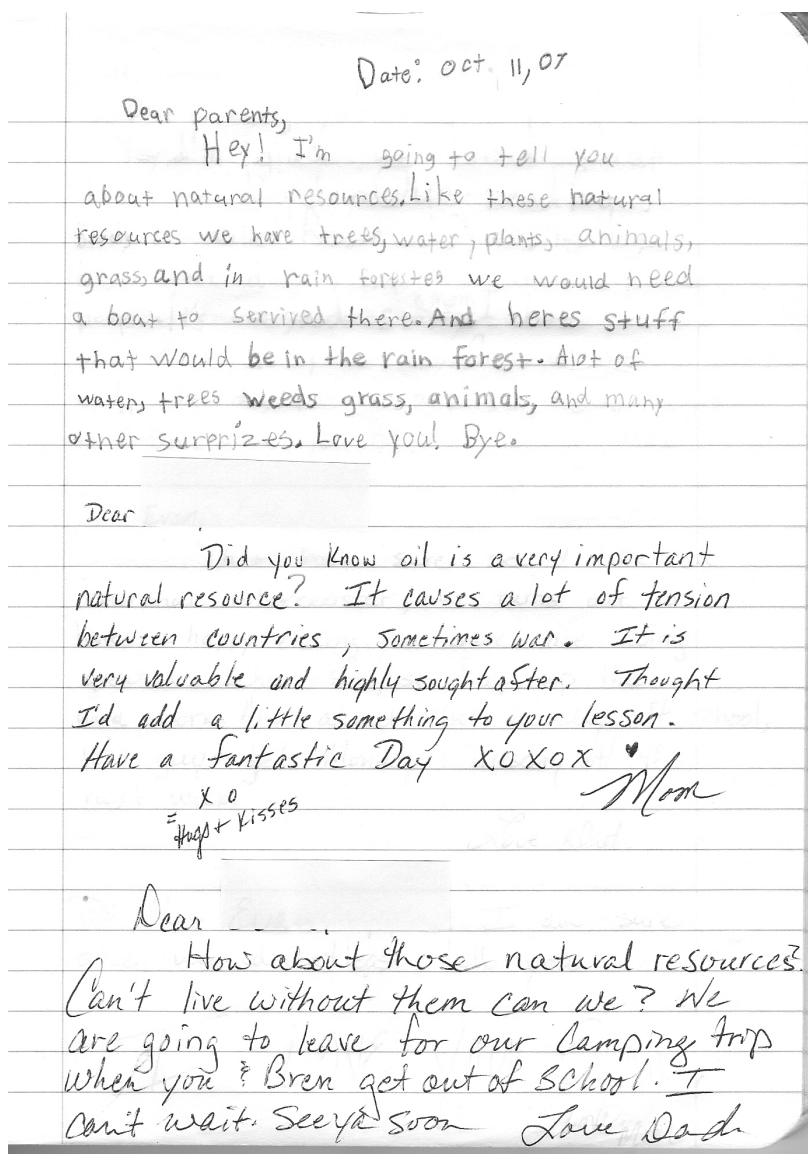 Date: Oct. 11, 07
Dear parents,
Hey! I'm going to tell you
about natural resources. Like these natural
resources we have trees, water, plants, animals,
grass, and in rain forestes we would need
a boat to servived there. And heres stuff
that would be in the rain forest. Alot of
water, trees weeds grass, animals, and many
other surprizes. Love you! Bye.
Dear
Did you know oil is a very important
natural resource? It causes a lot of tension
between countries, sometimes war. It is
very valuable and highly sought after. Thought
I'd add a little something to your lesson.
Have a fantastic Day XOXOX ♥
Mom
X O
= Hugs + Kisses
Dear
How about those natural resources?
Can't live without them can we? We
are going to leave for our Camping trip
when you & Bren get out of School. I
can't wait. See ya soon Love Dad